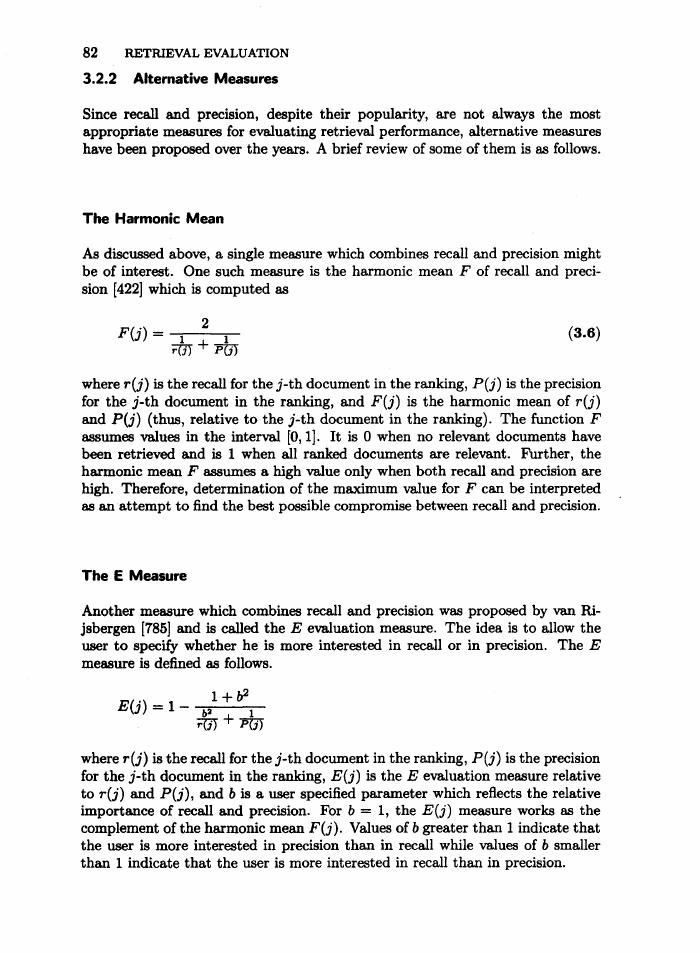 82 RETRIEVAL EVALUATION
3.2.2 Alternative Measures
Since recall and precision, despite their popularity, are not always the most
appropriate measures for evaluating retrieval performance, alternative measures
have been proposed over the years. A brief review of some of them is as follows.
The Harmonic Mean
As discussed above, a single measure which combines recall and precision might
be of interest. One such measure is the harmonic mean F of recall and preci-
sion [422] which is computed as
F(j) = 2 / (1/r(j) + 1/P(j)) (3.6)
where r(j) is the recall for the j-th document in the ranking, P(j) is the precision
for the j-th document in the ranking, and F(j) is the harmonic mean of r(j)
and P(j) (thus, relative to the j-th document in the ranking). The function F
assumes values in the interval [0, 1]. It is 0 when no relevant documents have
been retrieved and is 1 when all ranked documents are relevant. Further, the
harmonic mean F assumes a high value only when both recall and precision are
high. Therefore, determination of the maximum value for F can be interpreted
as an attempt to find the best possible compromise between recall and precision.
The E Measure
Another measure which combines recall and precision was proposed by van Ri-
jsbergen [785] and is called the E evaluation measure. The idea is to allow the
user to specify whether he is more interested in recall or in precision. The E
measure is defined as follows.
E(j) = 1 − (1 + b²) / (b²/r(j) + 1/P(j))
where r(j) is the recall for the j-th document in the ranking, P(j) is the precision
for the j-th document in the ranking, E(j) is the E evaluation measure relative
to r(j) and P(j), and b is a user specified parameter which reflects the relative
importance of recall and precision. For b = 1, the E(j) measure works as the
complement of the harmonic mean F(j). Values of b greater than 1 indicate that
the user is more interested in precision than in recall while values of b smaller
than 1 indicate that the user is more interested in recall than in precision.